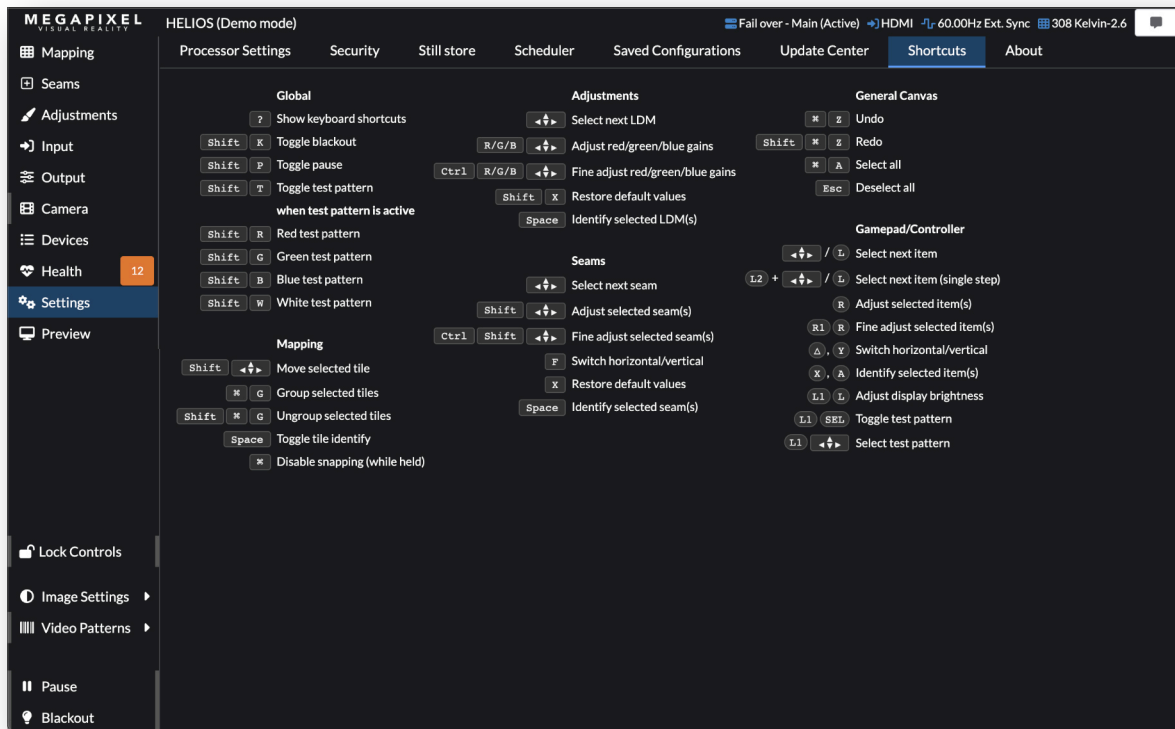 MEGAPIXEL
VISUAL REALITY
HELIOS (Demo mode)
Fail over - Main (Active) HDMI 60.00Hz Ext. Sync 308 Kelvin-2.6
Mapping
Seams
Adjustments
Input
Output
Camera
Devices
Health 12
Settings
Preview
Lock Controls
Image Settings
Video Patterns
Pause
Blackout
Processor Settings Security Still store Scheduler Saved Configurations Update Center Shortcuts About
Global
? Show keyboard shortcuts
Shift K Toggle blackout
Shift P Toggle pause
Shift T Toggle test pattern
when test pattern is active
Shift R Red test pattern
Shift G Green test pattern
Shift B Blue test pattern
Shift W White test pattern
Mapping
Shift Move selected tile
⌘ G Group selected tiles
Shift ⌘ G Ungroup selected tiles
Space Toggle tile identify
⌘ Disable snapping (while held)
Adjustments
Select next LDM
R/G/B Adjust red/green/blue gains
Ctrl R/G/B Fine adjust red/green/blue gains
Shift X Restore default values
Space Identify selected LDM(s)
Seams
Select next seam
Shift Adjust selected seam(s)
Ctrl Shift Fine adjust selected seam(s)
F Switch horizontal/vertical
X Restore default values
Space Identify selected seam(s)
General Canvas
⌘ Z Undo
Shift ⌘ Z Redo
⌘ A Select all
Esc Deselect all
Gamepad/Controller
/ L Select next item
L2 + / L Select next item (single step)
R Adjust selected item(s)
R1 R Fine adjust selected item(s)
△, Y Switch horizontal/vertical
X, A Identify selected item(s)
L1 L Adjust display brightness
L1 SEL Toggle test pattern
L1 Select test pattern